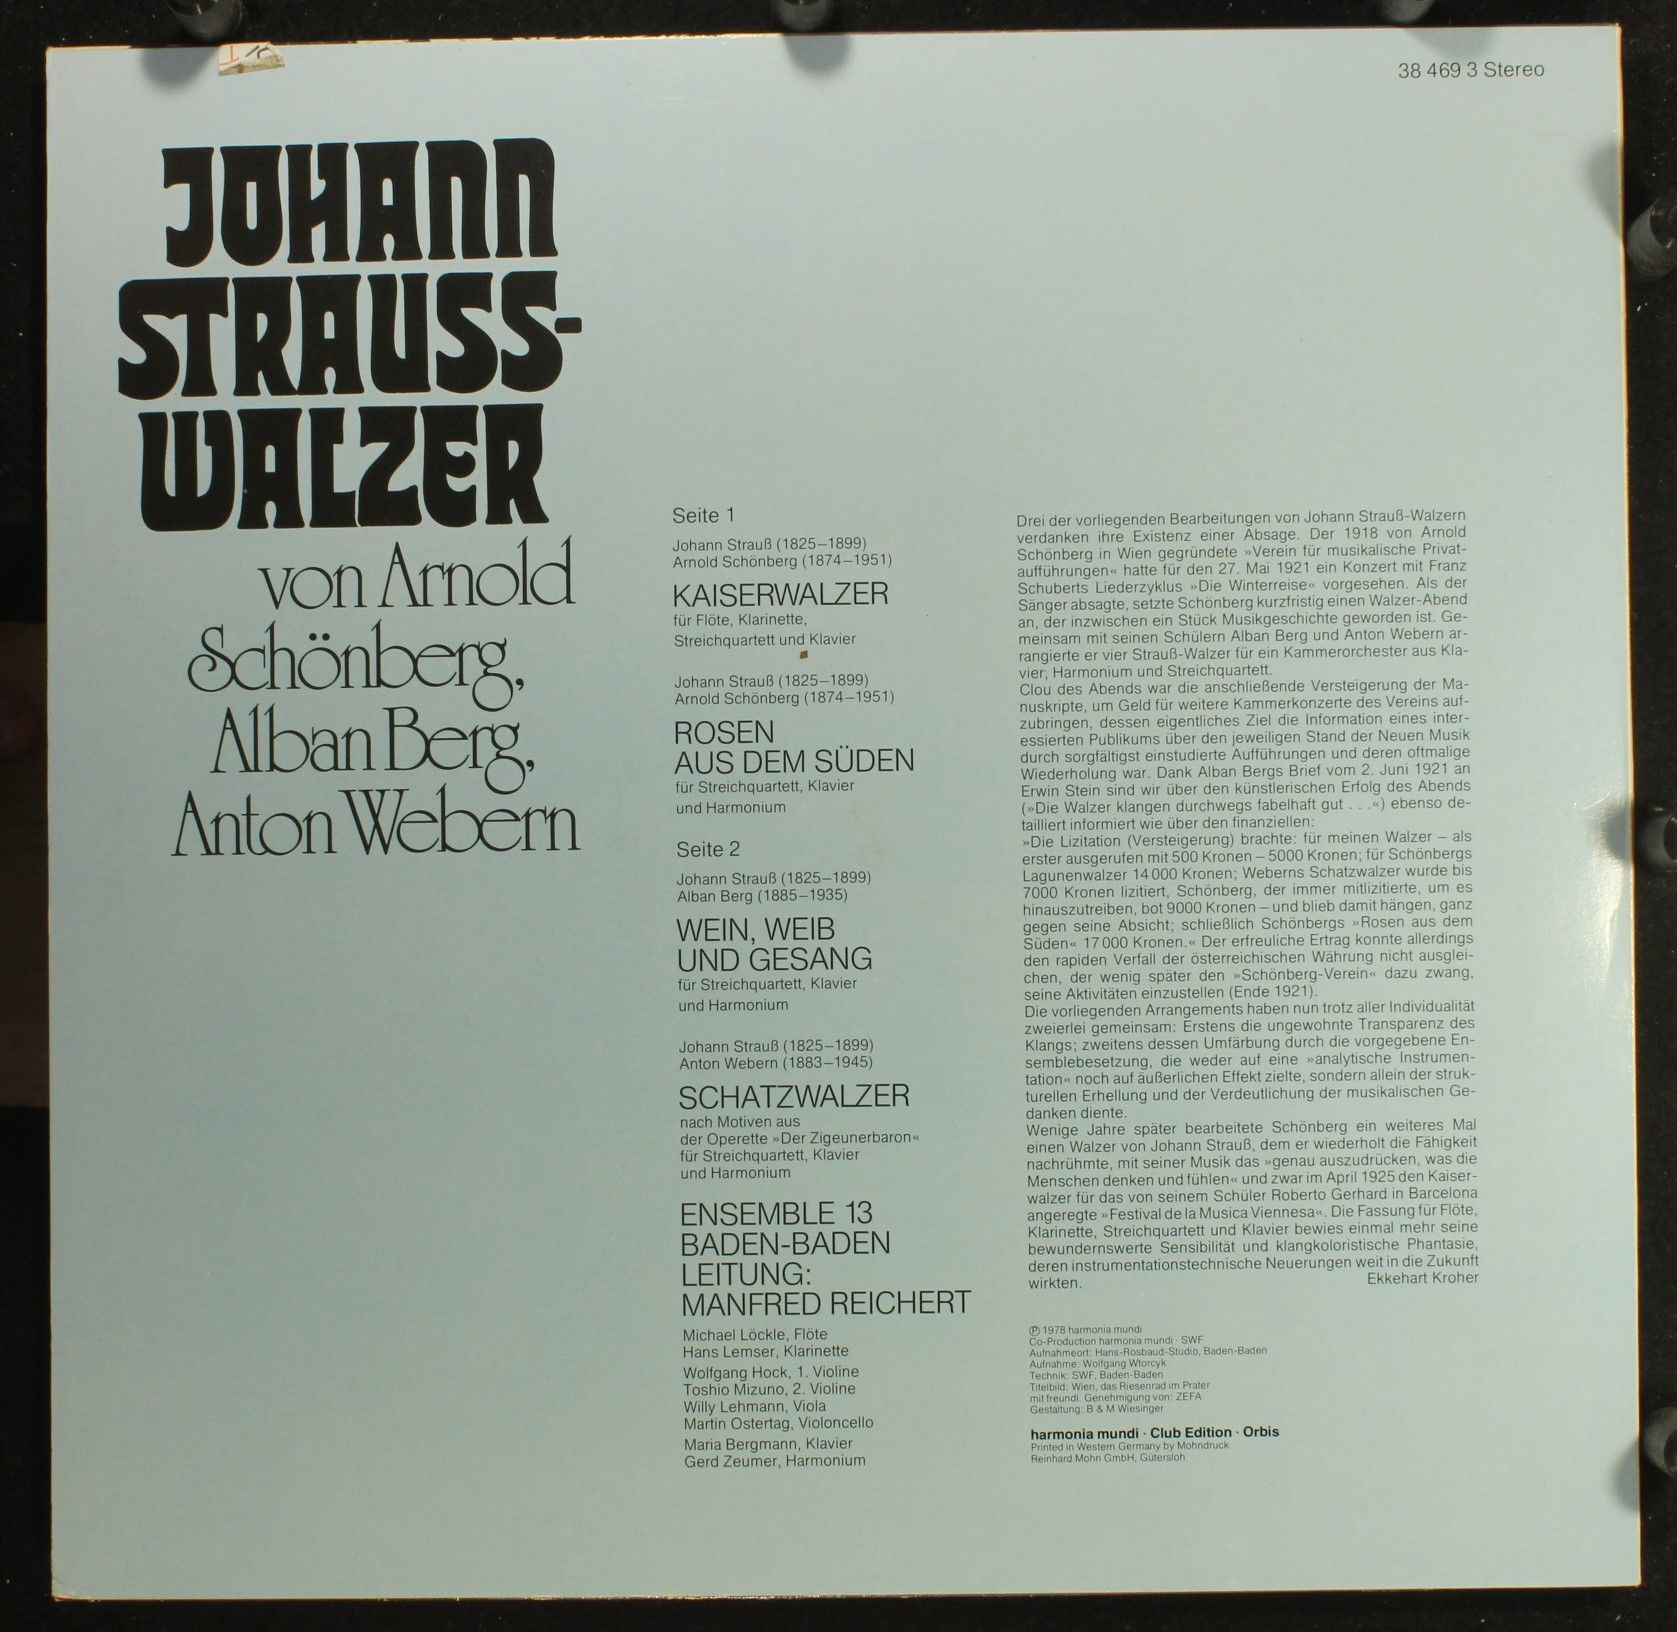 38 469 3 Stereo
JOHANN
STRAUSS-
WALZER
von Arnold
Schönberg,
Alban Berg,
Anton Webern
Seite 1
Johann Strauß (1825–1899)
Arnold Schönberg (1874–1951)
KAISERWALZER
für Flöte, Klarinette,
Streichquartett und Klavier
Johann Strauß (1825–1899)
Arnold Schönberg (1874–1951)
ROSEN
AUS DEM SÜDEN
für Streichquartett, Klavier
und Harmonium
Seite 2
Johann Strauß (1825–1899)
Alban Berg (1885–1935)
WEIN, WEIB
UND GESANG
für Streichquartett, Klavier
und Harmonium
Johann Strauß (1825–1899)
Anton Webern (1883–1945)
SCHATZWALZER
nach Motiven aus
der Operette »Der Zigeunerbaron«
für Streichquartett, Klavier
und Harmonium
ENSEMBLE 13
BADEN-BADEN
LEITUNG:
MANFRED REICHERT
Michael Löckle, Flöte
Hans Lemser, Klarinette
Wolfgang Hock, 1. Violine
Toshio Mizuno, 2. Violine
Willy Lehmann, Viola
Martin Ostertag, Violoncello
Maria Bergmann, Klavier
Gerd Zeumer, Harmonium
Drei der vorliegenden Bearbeitungen von Johann Strauß-Walzern
verdanken ihre Existenz einer Absage. Der 1918 von Arnold
Schönberg in Wien gegründete »Verein für musikalische Privat-
aufführungen« hatte für den 27. Mai 1921 ein Konzert mit Franz
Schuberts Liederzyklus »Die Winterreise« vorgesehen. Als der
Sänger absagte, setzte Schönberg kurzfristig einen Walzer-Abend
an, der inzwischen ein Stück Musikgeschichte geworden ist. Ge-
meinsam mit seinen Schülern Alban Berg und Anton Webern ar-
rangierte er vier Strauß-Walzer für ein Kammerorchester aus Kla-
vier, Harmonium und Streichquartett.
Clou des Abends war die anschließende Versteigerung der Ma-
nuskripte, um Geld für weitere Kammerkonzerte des Vereins auf-
zubringen, dessen eigentliches Ziel die Information eines inter-
essierten Publikums über den jeweiligen Stand der Neuen Musik
durch sorgfältigst einstudierte Aufführungen und deren oftmalige
Wiederholung war. Dank Alban Bergs Brief vom 2. Juni 1921 an
Erwin Stein sind wir über den künstlerischen Erfolg des Abends
(»Die Walzer klangen durchwegs fabelhaft gut . . .«) ebenso de-
tailliert informiert wie über den finanziellen:
»Die Lizitation (Versteigerung) brachte: für meinen Walzer – als
erster ausgerufen mit 500 Kronen – 5000 Kronen; für Schönbergs
Lagunenwalzer 14 000 Kronen; Weberns Schatzwalzer wurde bis
7000 Kronen lizitiert, Schönberg, der immer mitlizitierte, um es
hinauszutreiben, bot 9000 Kronen – und blieb damit hängen, ganz
gegen seine Absicht; schließlich Schönbergs »Rosen aus dem
Süden« 17 000 Kronen.« Der erfreuliche Ertrag konnte allerdings
den rapiden Verfall der österreichischen Währung nicht ausglei-
chen, der wenig später den »Schönberg-Verein« dazu zwang,
seine Aktivitäten einzustellen (Ende 1921).
Die vorliegenden Arrangements haben nun trotz aller Individualität
zweierlei gemeinsam: Erstens die ungewohnte Transparenz des
Klangs; zweitens dessen Umfärbung durch die vorgegebene En-
semblebesetzung, die weder auf eine »analytische Instrumen-
tation« noch auf äußerlichen Effekt zielte, sondern allein der struk-
turellen Erhellung und der Verdeutlichung der musikalischen Ge-
danken diente.
Wenige Jahre später bearbeitete Schönberg ein weiteres Mal
einen Walzer von Johann Strauß, dem er wiederholt die Fähigkeit
nachrühmte, mit seiner Musik das »genau auszudrücken, was die
Menschen denken und fühlen« und zwar im April 1925 den Kaiser-
walzer für das von seinem Schüler Roberto Gerhard in Barcelona
angeregte »Festival de la Musica Viennesa«. Die Fassung für Flöte,
Klarinette, Streichquartett und Klavier bewies einmal mehr seine
bewundernswerte Sensibilität und klangkoloristische Phantasie,
deren instrumentationstechnische Neuerungen weit in die Zukunft
wirkten. Ekkehart Kroher
Ⓟ 1978 harmonia mundi
Co-Production harmonia mundi · SWF
Aufnahmeort: Hans-Rosbaud-Studio, Baden-Baden
Aufnahme: Wolfgang Wtorcyk
Technik: SWF, Baden-Baden
Titelbild: Wien, das Riesenrad im Prater
mit freundl. Genehmigung von: ZEFA
Gestaltung: B & M Wiesinger
harmonia mundi · Club Edition · Orbis
Printed in Western Germany by Mohndruck
Reinhard Mohn GmbH, Gütersloh